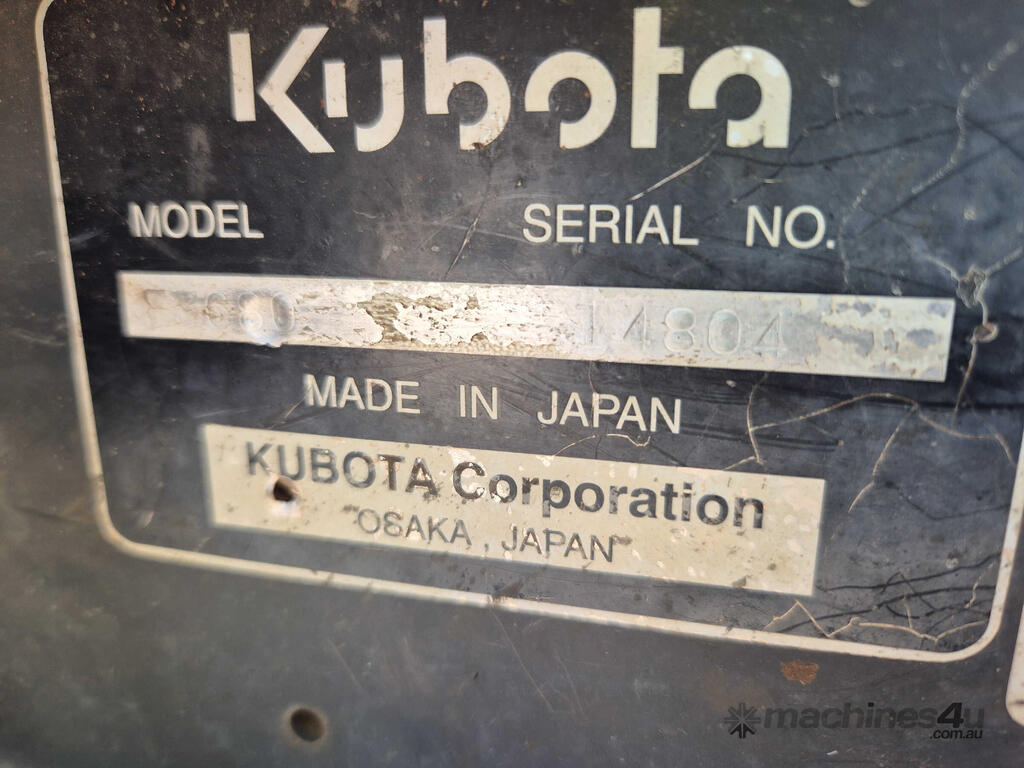 Kubota
MODEL SERIAL NO.
14804
MADE IN JAPAN
KUBOTA Corporation
OSAKA, JAPAN
machines4u
.com.au